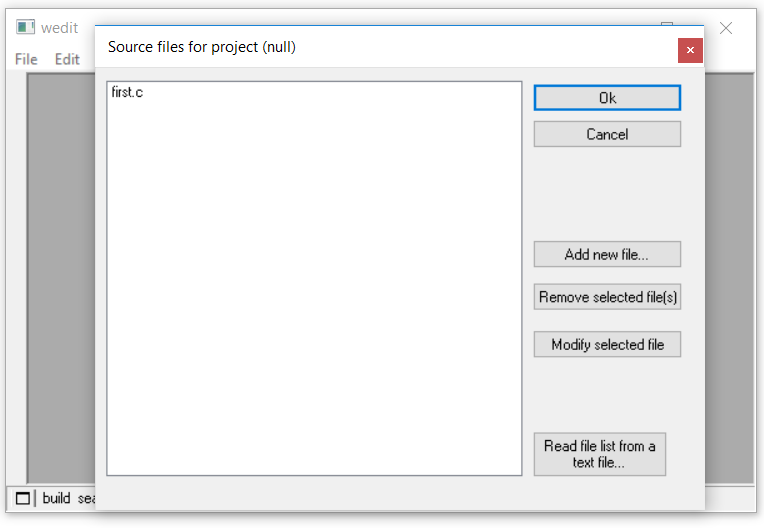 wedit
Source files for project (null)
File Edit
first.c
Ok
Cancel
Add new file...
Remove selected file(s)
Modify selected file
Read file list from a
text file...
build